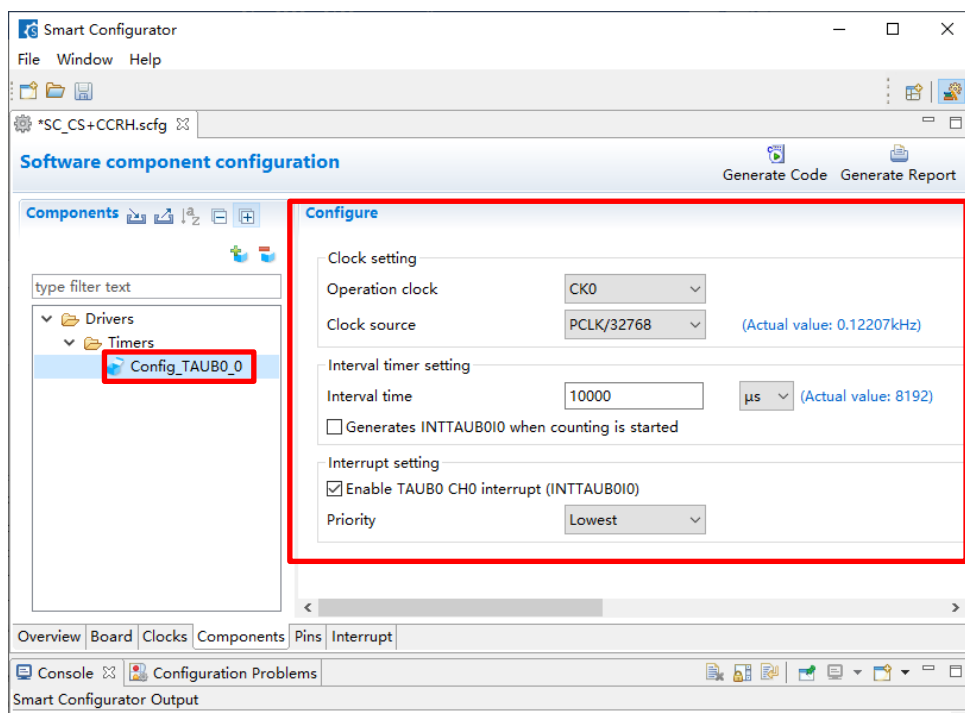 Smart Configurator
File Window Help
*SC_CS+CCRH.scfg
Software component configuration
Generate Code Generate Report
Components
type filter text
Drivers
Timers
Config_TAUB0_0
Configure
Clock setting
Operation clock CK0
Clock source PCLK/32768 (Actual value: 0.12207kHz)
Interval timer setting
Interval time 10000 μs (Actual value: 8192)
Generates INTTAUB0I0 when counting is started
Interrupt setting
Enable TAUB0 CH0 interrupt (INTTAUB0I0)
Priority Lowest
Overview Board Clocks Components Pins Interrupt
Console Configuration Problems
Smart Configurator Output